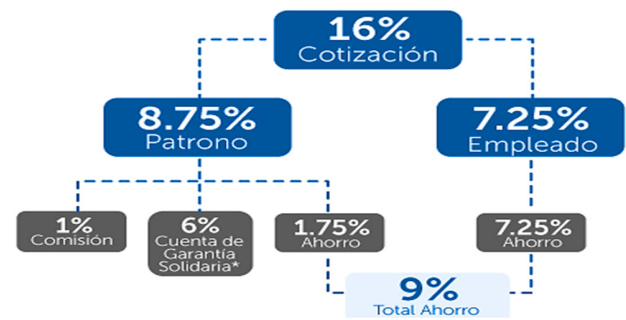 16%
Cotización
8.75%
Patrono
7.25%
Empleado
1%
Comisión
6%
Cuenta de
Garantía
Solidaria*
1.75%
Ahorro
7.25%
Ahorro
9%
Total Ahorro